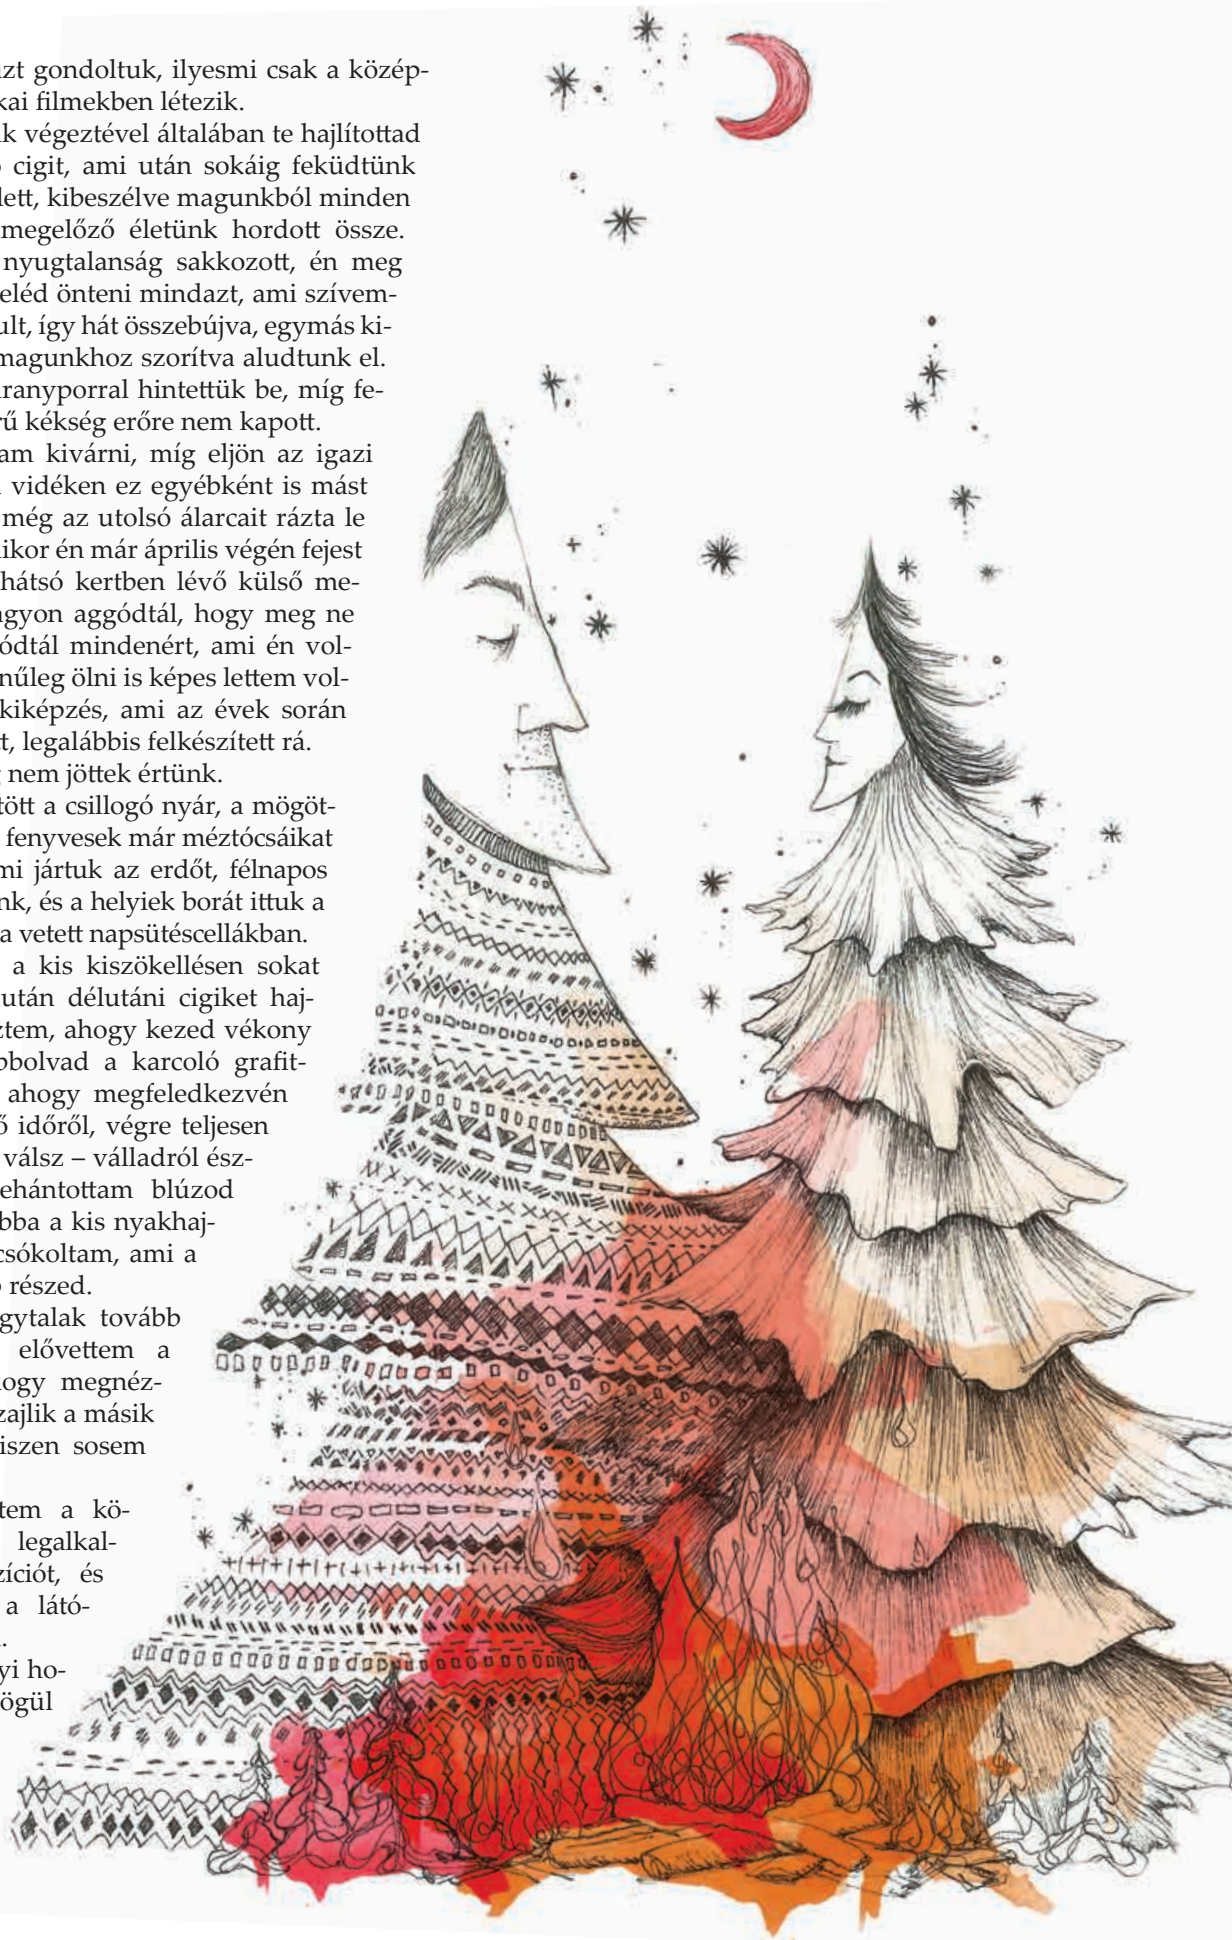 azt gondoltuk, ilyesmi csak a közép-
kai filmekben létezik.
k végeztével általában te hajlítottad
cigit, ami után sokáig feküdtünk
lett, kibeszélve magunkból minden
megelőző életünk hordott össze.
nyugtalanság sakkozott, én meg
eléd önteni mindazt, ami szívem-
ult, így hát összebújva, egymás ki-
magunkhoz szorítva aludtunk el.
aranyporral hintettük be, míg fe-
rű kékség erőre nem kapott.
am kivárni, míg eljön az igazi
vidéken ez egyébként is mást
még az utolsó álarcait rázta le
ikor én már április végén fejest
hátsó kertben lévő külső me-
agyon aggódtál, hogy meg ne
ódtál mindenért, ami én vol-
nűleg ölni is képes lettem vol-
kiképzés, ami az évek során
tt, legalábbis felkészített rá.
nem jöttek értünk.
tött a csillogó nyár, a mögöt-
fenyvesek már méztócsáikat
mi jártuk az erdőt, félnapos
nk, és a helyiek borát ittuk a
a vetett napsütéscellákban.
a kis kiszökellésen sokat
után délutáni cigiket haj-
ztem, ahogy kezed vékony
bbolvad a karcoló grafit-
ahogy megfeledkezvén
ő időről, végre teljesen
válsz – válladról ész-
ehántottam blúzod
bba a kis nyakhaj-
csókoltam, ami a
részed.
gytalak tovább
elővettem a
ogy megnéz-
zajlik a másik
iszen sosem
tem a kö-
legalkal-
zíciót, és
a látó-
yi ho-
ögül